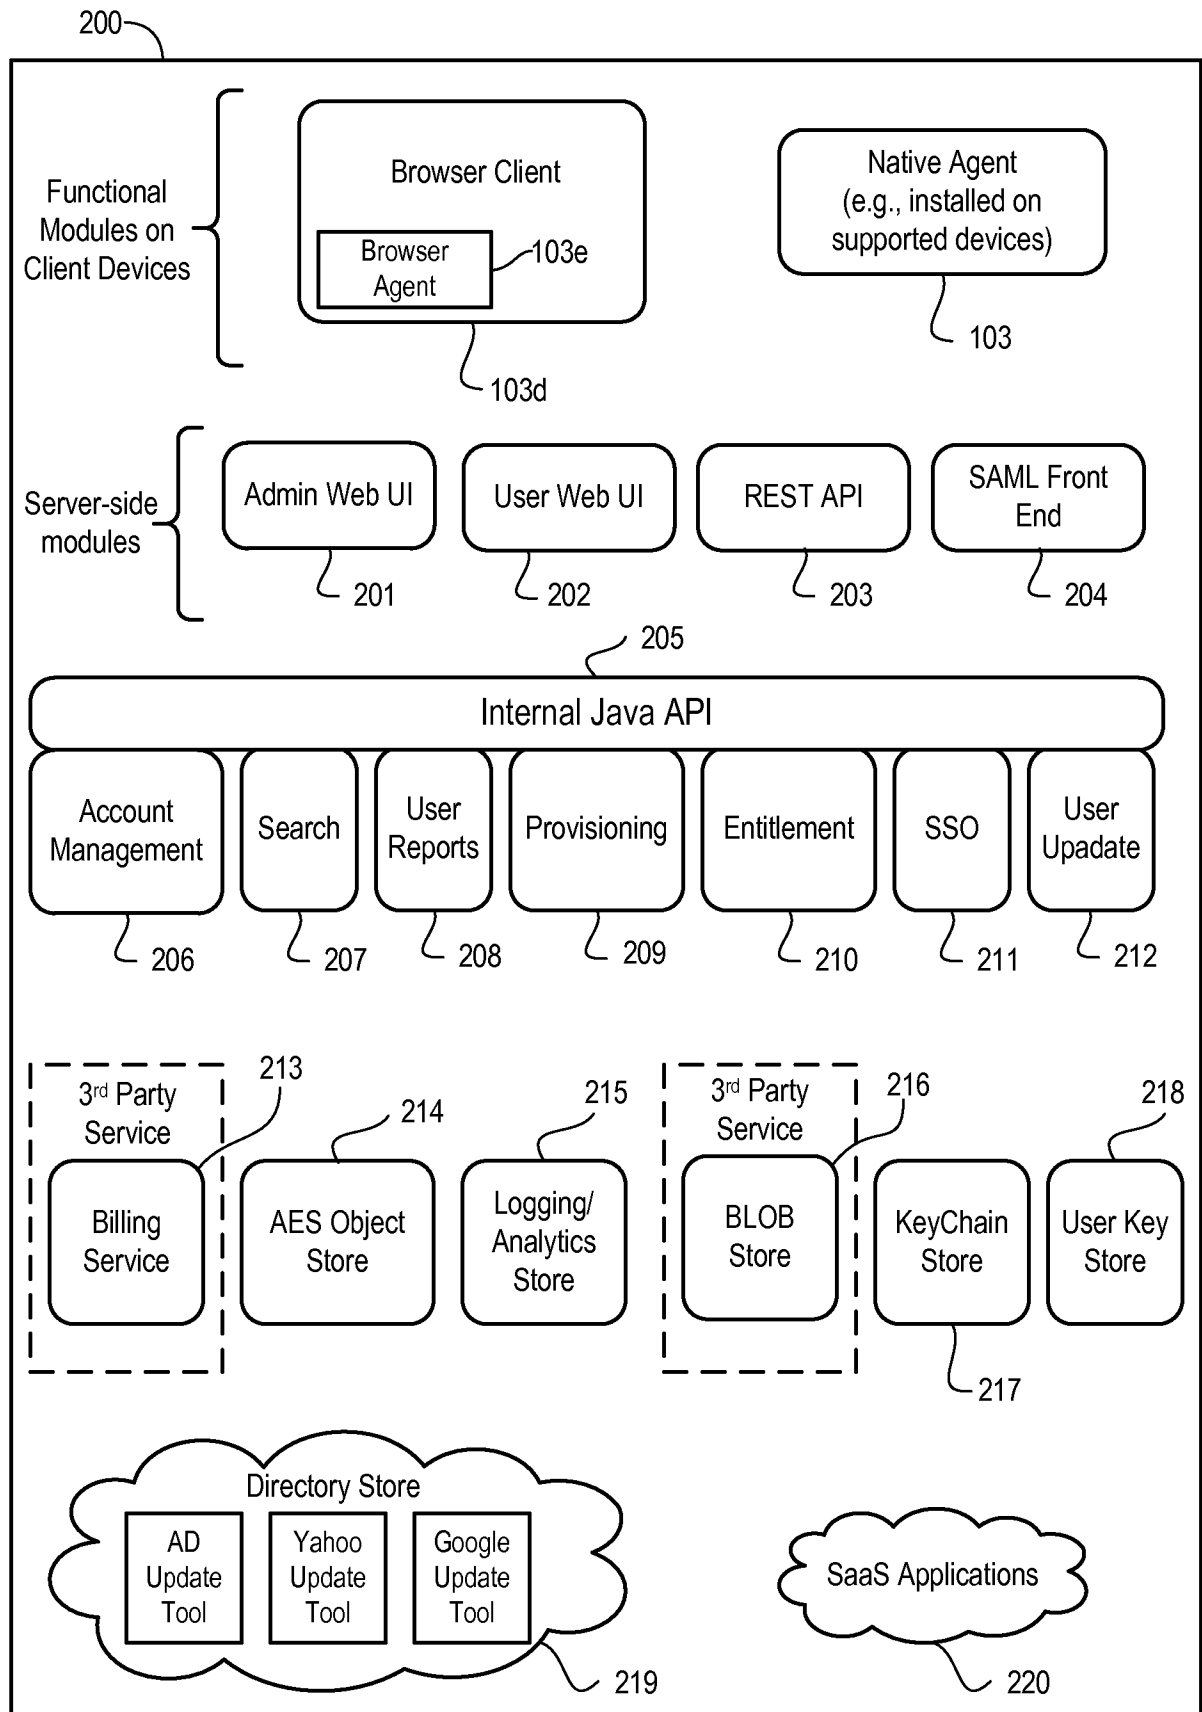 200
Functional
Modules on
Client Devices
Browser Client
Browser
Agent
103e
103d
Native Agent
(e.g., installed on
supported devices)
103
Server-side
modules
Admin Web UI
201
User Web UI
202
REST API
203
SAML Front
End
204
205
Internal Java API
Account
Management
206
Search
207
User
Reports
208
Provisioning
209
Entitlement
210
SSO
211
User
Upadate
212
3rd Party
Service
213
Billing
Service
214
AES Object
Store
215
Logging/
Analytics
Store
3rd Party
Service
216
BLOB
Store
KeyChain
Store
217
218
User Key
Store
Directory Store
AD
Update
Tool
Yahoo
Update
Tool
Google
Update
Tool
219
SaaS Applications
220